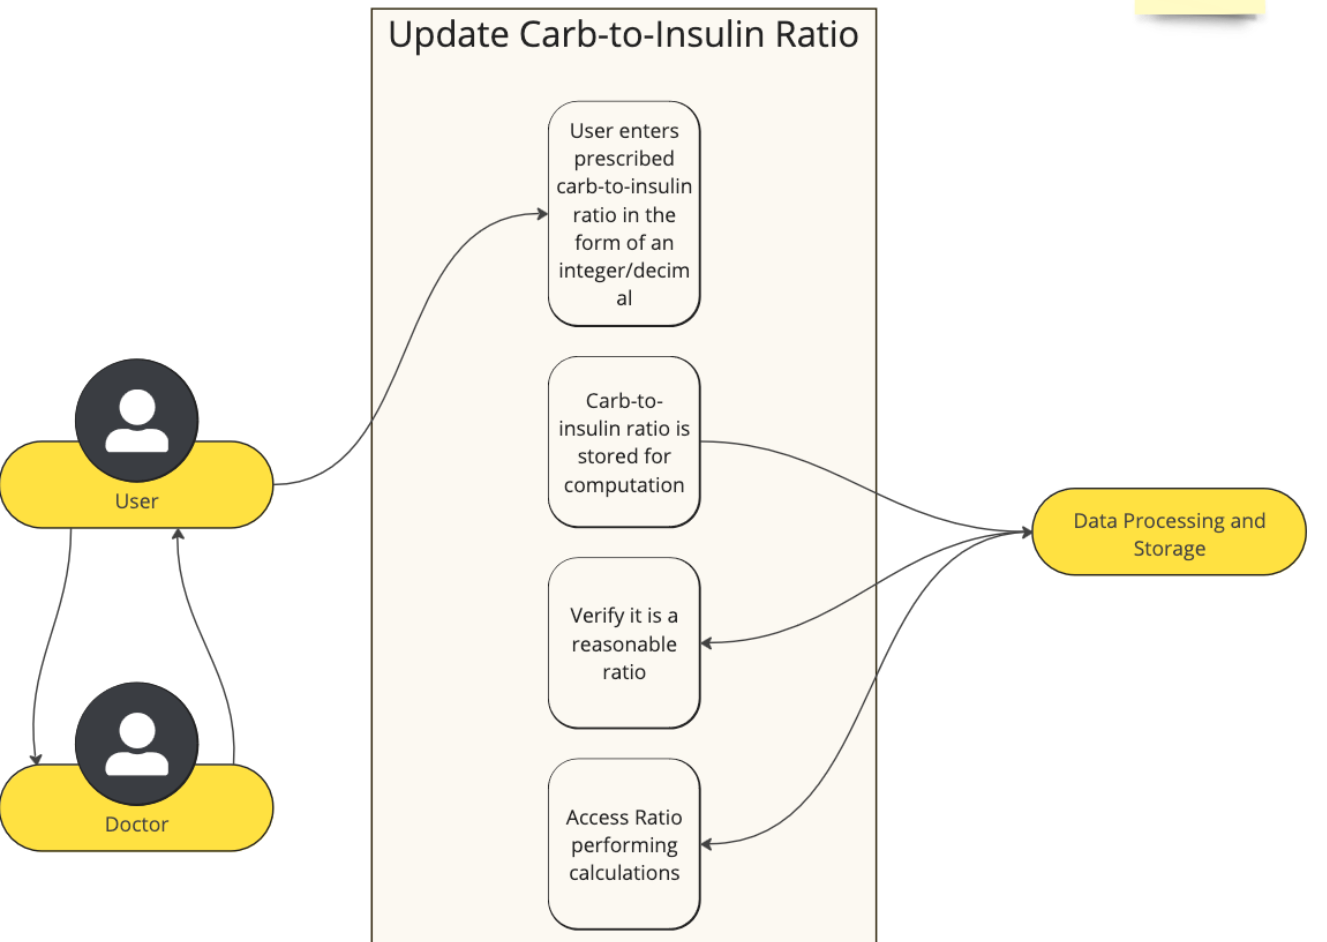 Update Carb-to-Insulin Ratio
User enters
prescribed
carb-to-insulin
ratio in the
form of an
integer/decim
al
Carb-to-
insulin ratio is
stored for
computation
User
Data Processing and
Storage
Verify it is a
reasonable
ratio
Doctor
Access Ratio
performing
calculations